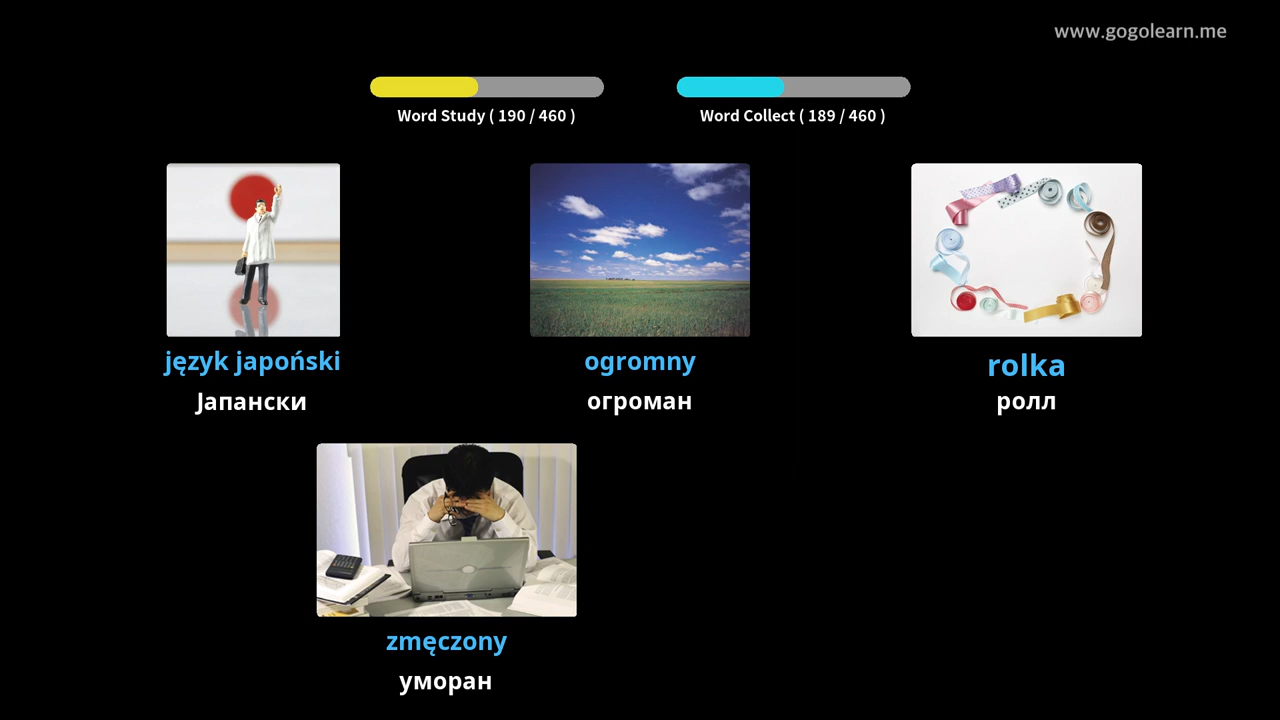 www.gogolearn.me
Word Study ( 190 / 460 )
Word Collect ( 189 / 460 )
język japoński
Јапански
ogromny
огроман
rolka
ролл
zmęczony
уморан